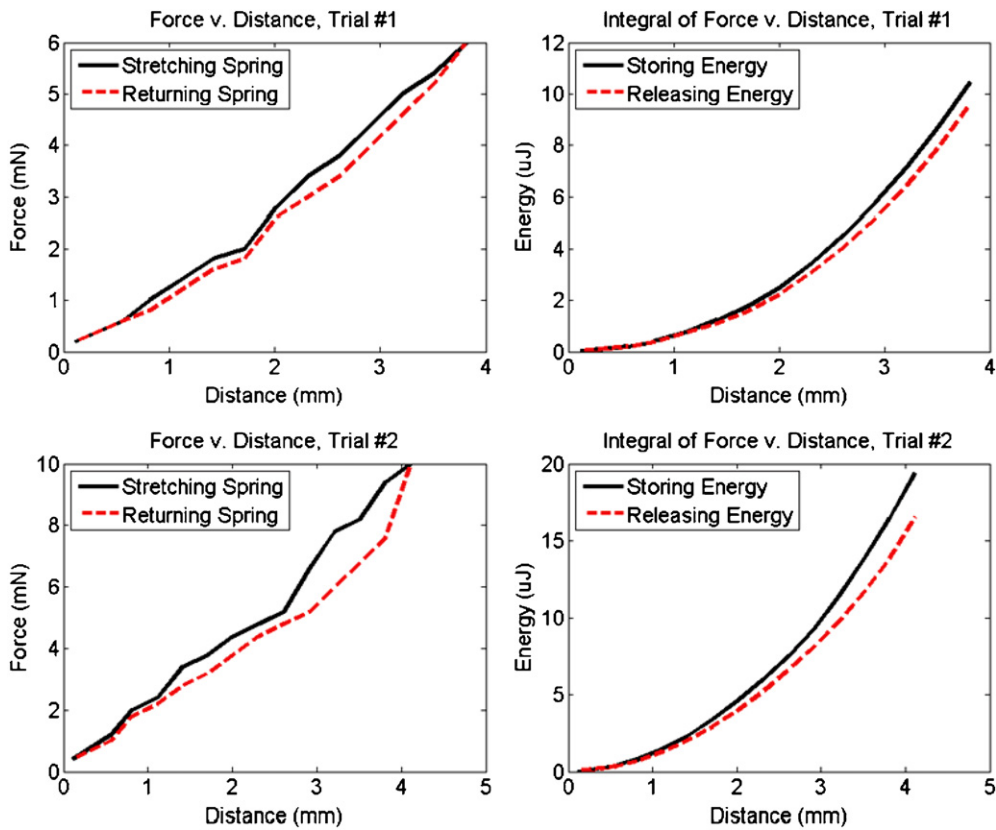 Force v. Distance, Trial #1
6
5
4
3
2
1
0
Force (mN)
Stretching Spring
Returning Spring
0 1 2 3 4
Distance (mm)
Integral of Force v. Distance, Trial #1
12
10
8
6
4
2
0
Energy (uJ)
Storing Energy
Releasing Energy
0 1 2 3 4
Distance (mm)
Force v. Distance, Trial #2
10
8
6
4
2
0
Force (mN)
Stretching Spring
Returning Spring
0 1 2 3 4 5
Distance (mm)
Integral of Force v. Distance, Trial #2
20
15
10
5
0
Energy (uJ)
Storing Energy
Releasing Energy
0 1 2 3 4 5
Distance (mm)